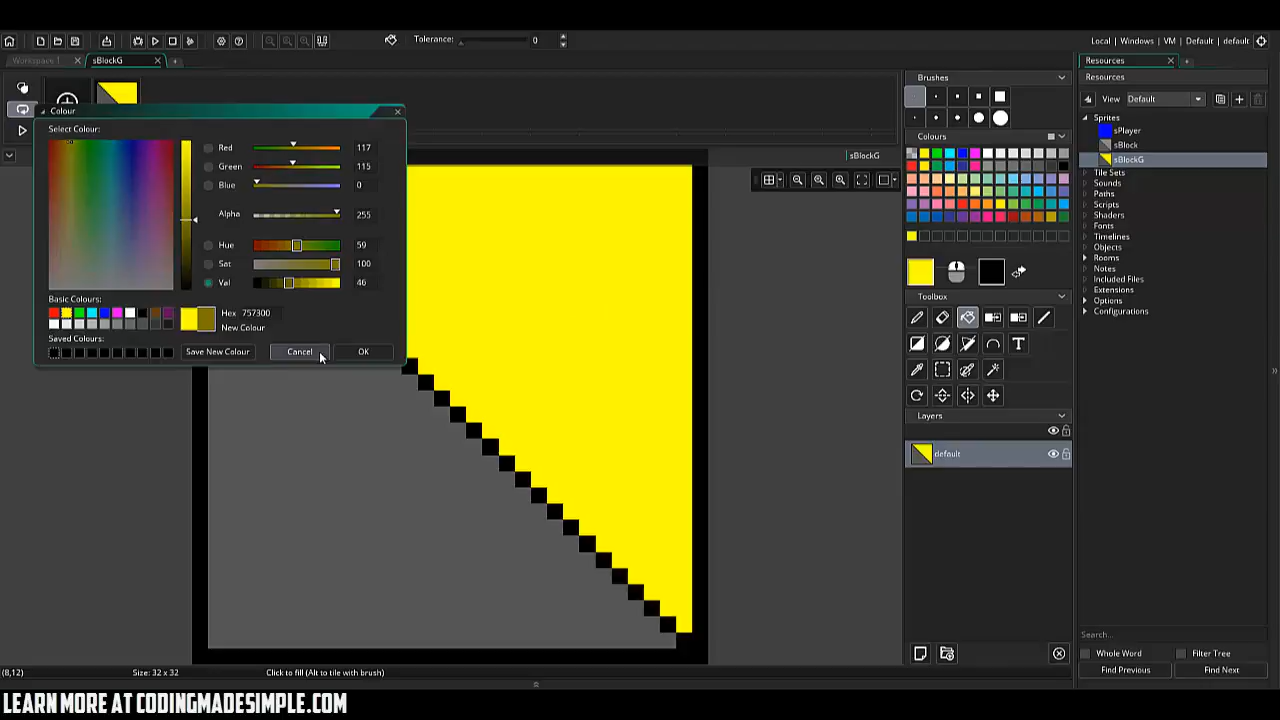 Tolerance: 0
Local | Windows | VM | Default | default
Workspace 1
sBlockG
Resources
Colour
Select Colour:
Red 117
Green 115
Blue 0
Alpha 255
Hue 59
Sat 100
Val 46
Basic Colours:
Hex 757300
New Colour
Saved Colours:
Save New Colour
Cancel
OK
sBlockG
Brushes
Colours
Toolbox
T
Layers
default
Resources
View Default
Sprites
sPlayer
sBlock
sBlockG
Tile Sets
Sounds
Paths
Scripts
Shaders
Fonts
Timelines
Objects
Rooms
Notes
Included Files
Extensions
Options
Configurations
Search...
Whole Word Filter Tree
Find Previous Find Next
(8,12) Size: 32 x 32 Click to fill (Alt to tile with brush)
LEARN MORE AT CODINGMADESIMPLE.COM